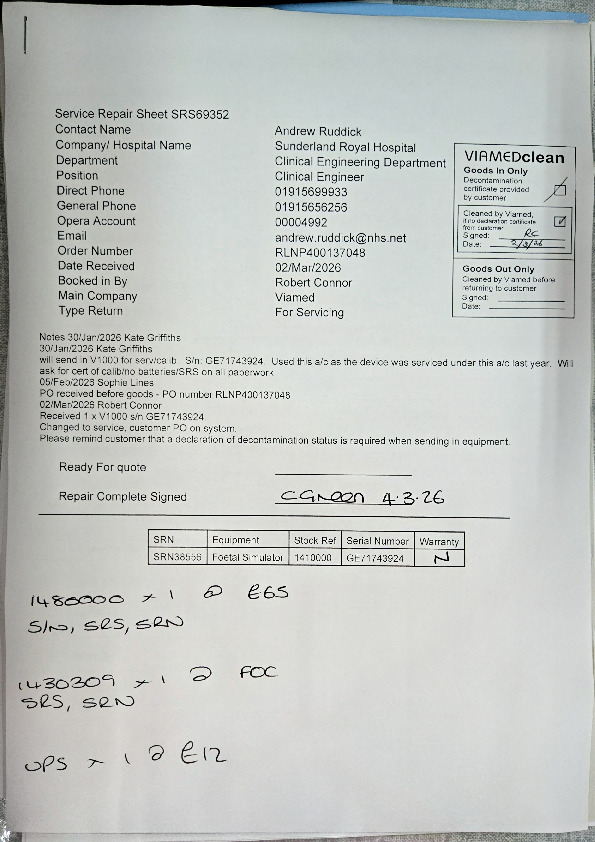 Service Repair Sheet SRS69352
Contact Name Andrew Ruddick
Company/ Hospital Name Sunderland Royal Hospital
Department Clinical Engineering Department
Position Clinical Engineer
Direct Phone 01915699933
General Phone 01915656256
Opera Account 00004992
Email andrew.ruddick@nhs.net
Order Number RLNP400137048
Date Received 02/Mar/2026
Booked in By Robert Connor
Main Company Viamed
Type Return For Servicing
VIAMEDclean
Goods In Only
Decontamination
certificate provided
by customer
Cleaned by Viamed,
if no declaration certificate
from customer
Signed: RC
Date: 2/3/26
Goods Out Only
Cleaned by Viamed before
returning to customer
Signed:
Date:
Notes 30/Jan/2026 Kate Griffiths
30/Jan/2026 Kate Griffiths
will send in V1000 for serv/calib S/n: GE71743924 Used this a/c as the device was serviced under this a/c last year. Will
ask for cert of calib/no batteries/SRS on all paperwork
05/Feb/2026 Sophie Lines
PO received before goods - PO number RLNP400137048
02/Mar/2026 Robert Connor
Received 1 x V1000 s/n GE71743924
Changed to service, customer PO on system.
Please remind customer that a declaration of decontamination status is required when sending in equipment.
Ready For quote
Repair Complete Signed CGreen 4.3.26
SRN Equipment Stock Ref Serial Number Warranty
SRN38556 Foetal Simulator 1410000 GE71743924 N
1480000 x 1 @ £65
S/N, SRS, SRN
1430309 x 1 @ FOC
SRS, SRN
UPS x 1 @ £12